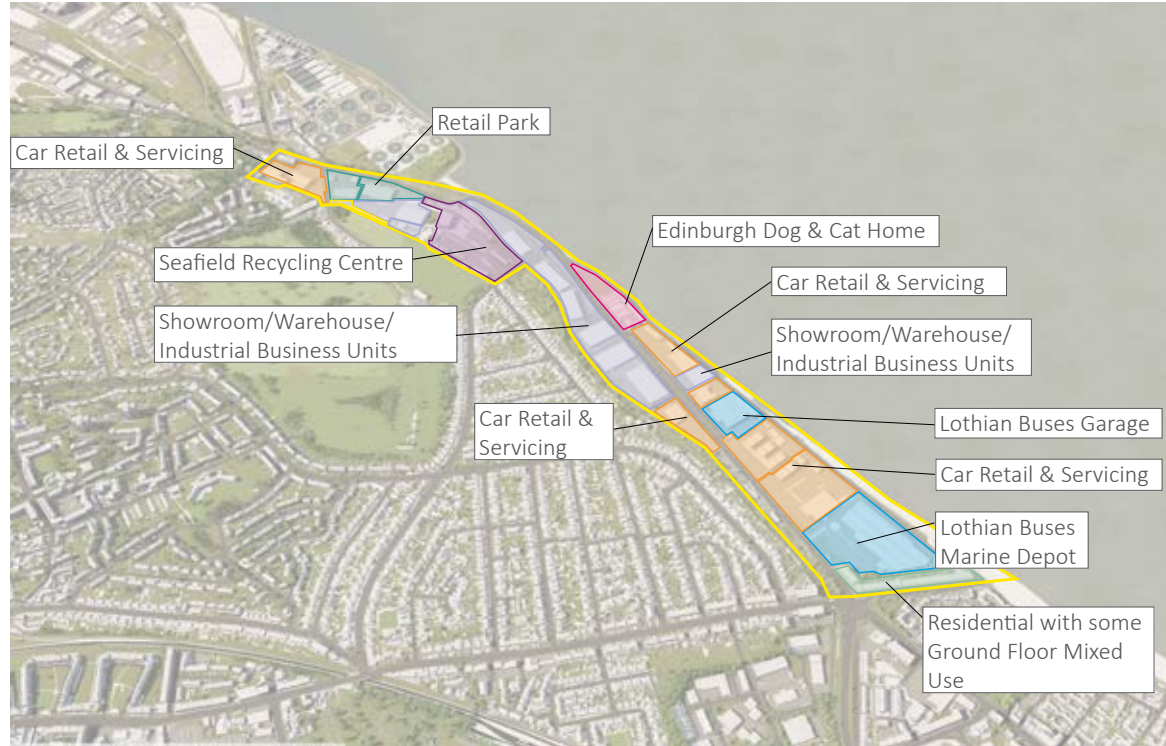 Retail Park
Car Retail & Servicing
Edinburgh Dog & Cat Home
Seafield Recycling Centre
Car Retail & Servicing
Showroom/Warehouse/
Industrial Business Units
Showroom/Warehouse/
Industrial Business Units
Car Retail &
Servicing
Lothian Buses Garage
Car Retail & Servicing
Lothian Buses
Marine Depot
Residential with some
Ground Floor Mixed
Use